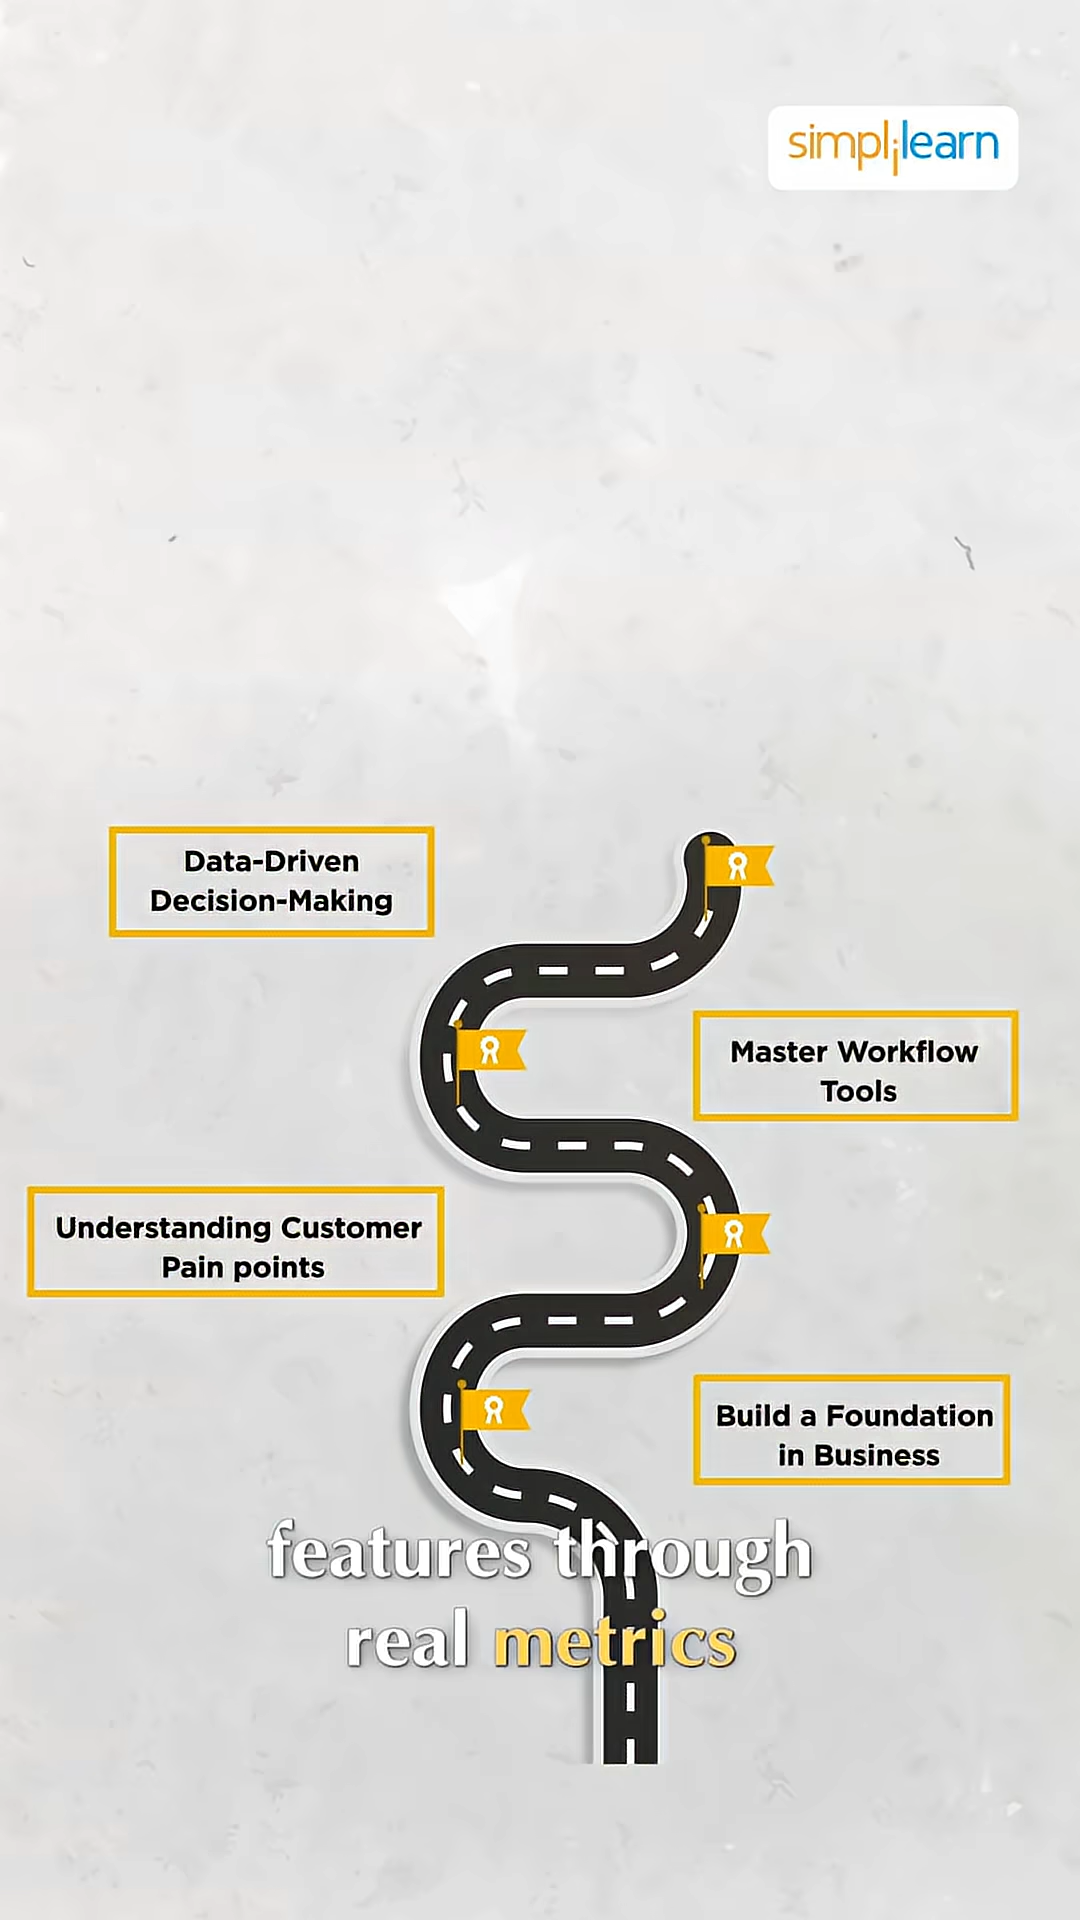 simplilearn
Data-Driven
Decision-Making
Master Workflow
Tools
Understanding Customer
Pain points
Build a Foundation
in Business
features through
real metrics